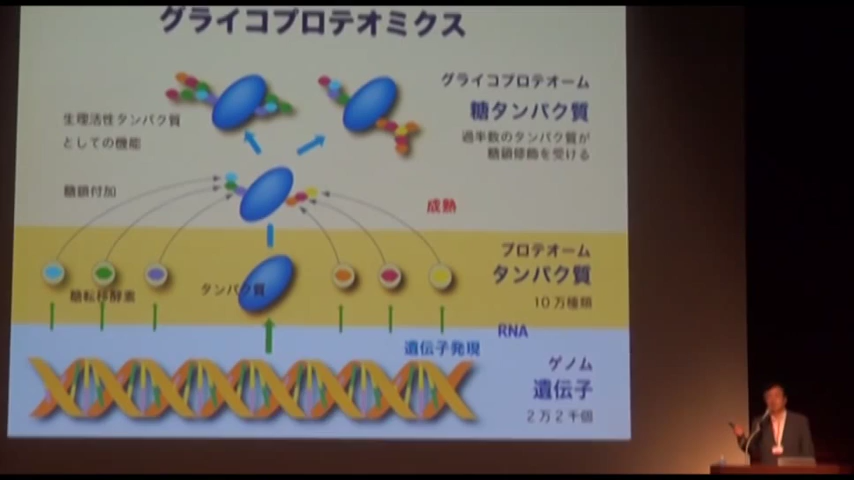 グライコプロテオミクス
グライコプロテオーム
糖タンパク質
過半数のタンパク質が
糖鎖修飾を受ける
生理活性タンパク質
としての機能
糖鎖付加
成熟
プロテオーム
タンパク質
10万種類
糖転移酵素
タンパク質
RNA
遺伝子発現
ゲノム
遺伝子
2万2千個